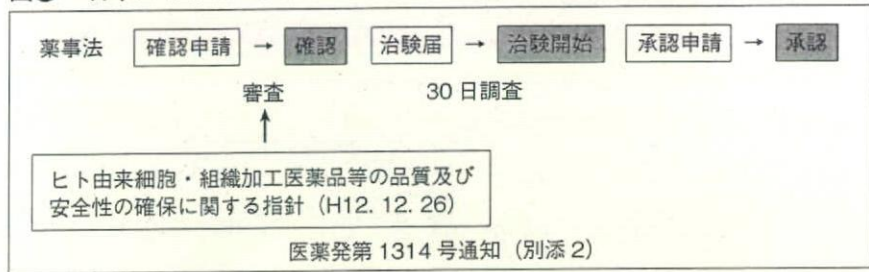 薬事法 確認申請 → 確認 治験届 → 治験開始 承認申請 → 承認
審査 30日調査
ヒト由来細胞・組織加工医薬品等の品質及び
安全性の確保に関する指針（H12. 12. 26）
医薬発第1314号通知（別添2）